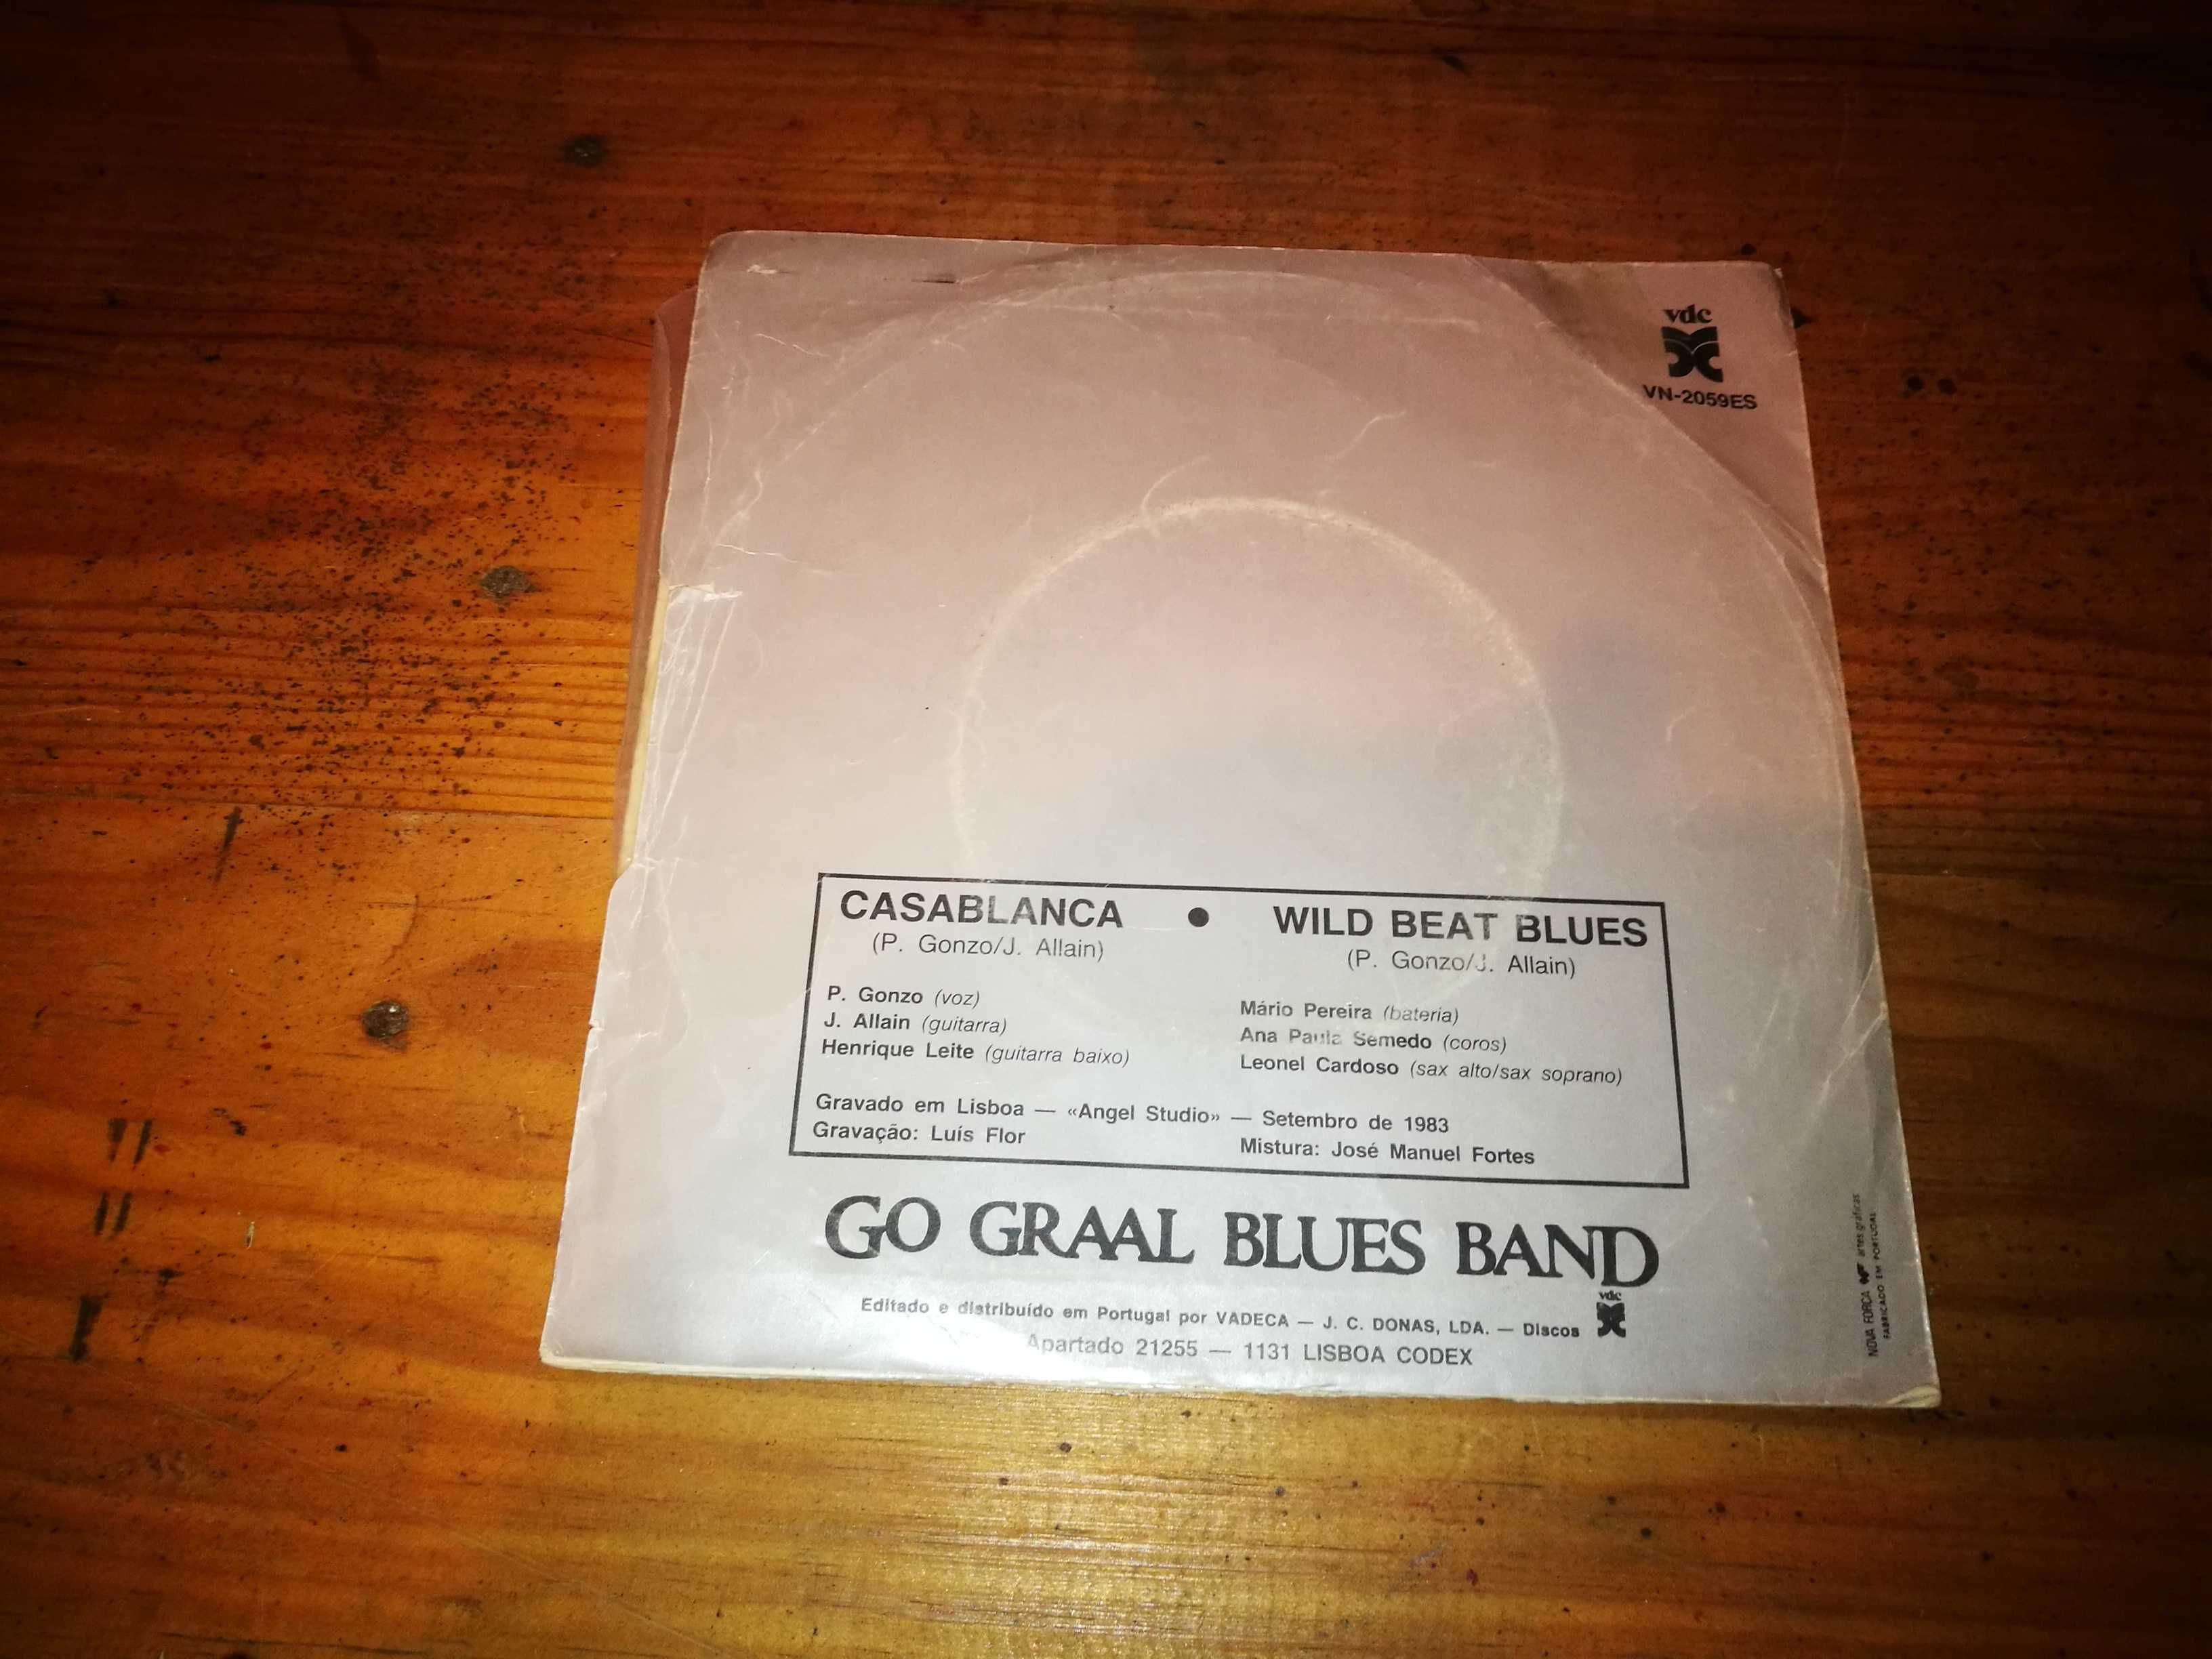 vdc
VN-2059ES
CASABLANCA ● WILD BEAT BLUES
(P. Gonzo/J. Allain) (P. Gonzo/J. Allain)
P. Gonzo (voz)
J. Allain (guitarra)
Henrique Leite (guitarra baixo)
Mário Pereira (bateria)
Ana Paula Semedo (coros)
Leonel Cardoso (sax alto/sax soprano)
Gravado em Lisboa — «Angel Studio» — Setembro de 1983
Gravação: Luís Flor Mistura: José Manuel Fortes
GO GRAAL BLUES BAND
Editado e distribuído em Portugal por VADECA — J. C. DONAS, LDA. — Discos vdc
Apartado 21255 — 1131 LISBOA CODEX
NOVA FORÇA artes gráficas
FABRICADO EM PORTUGAL